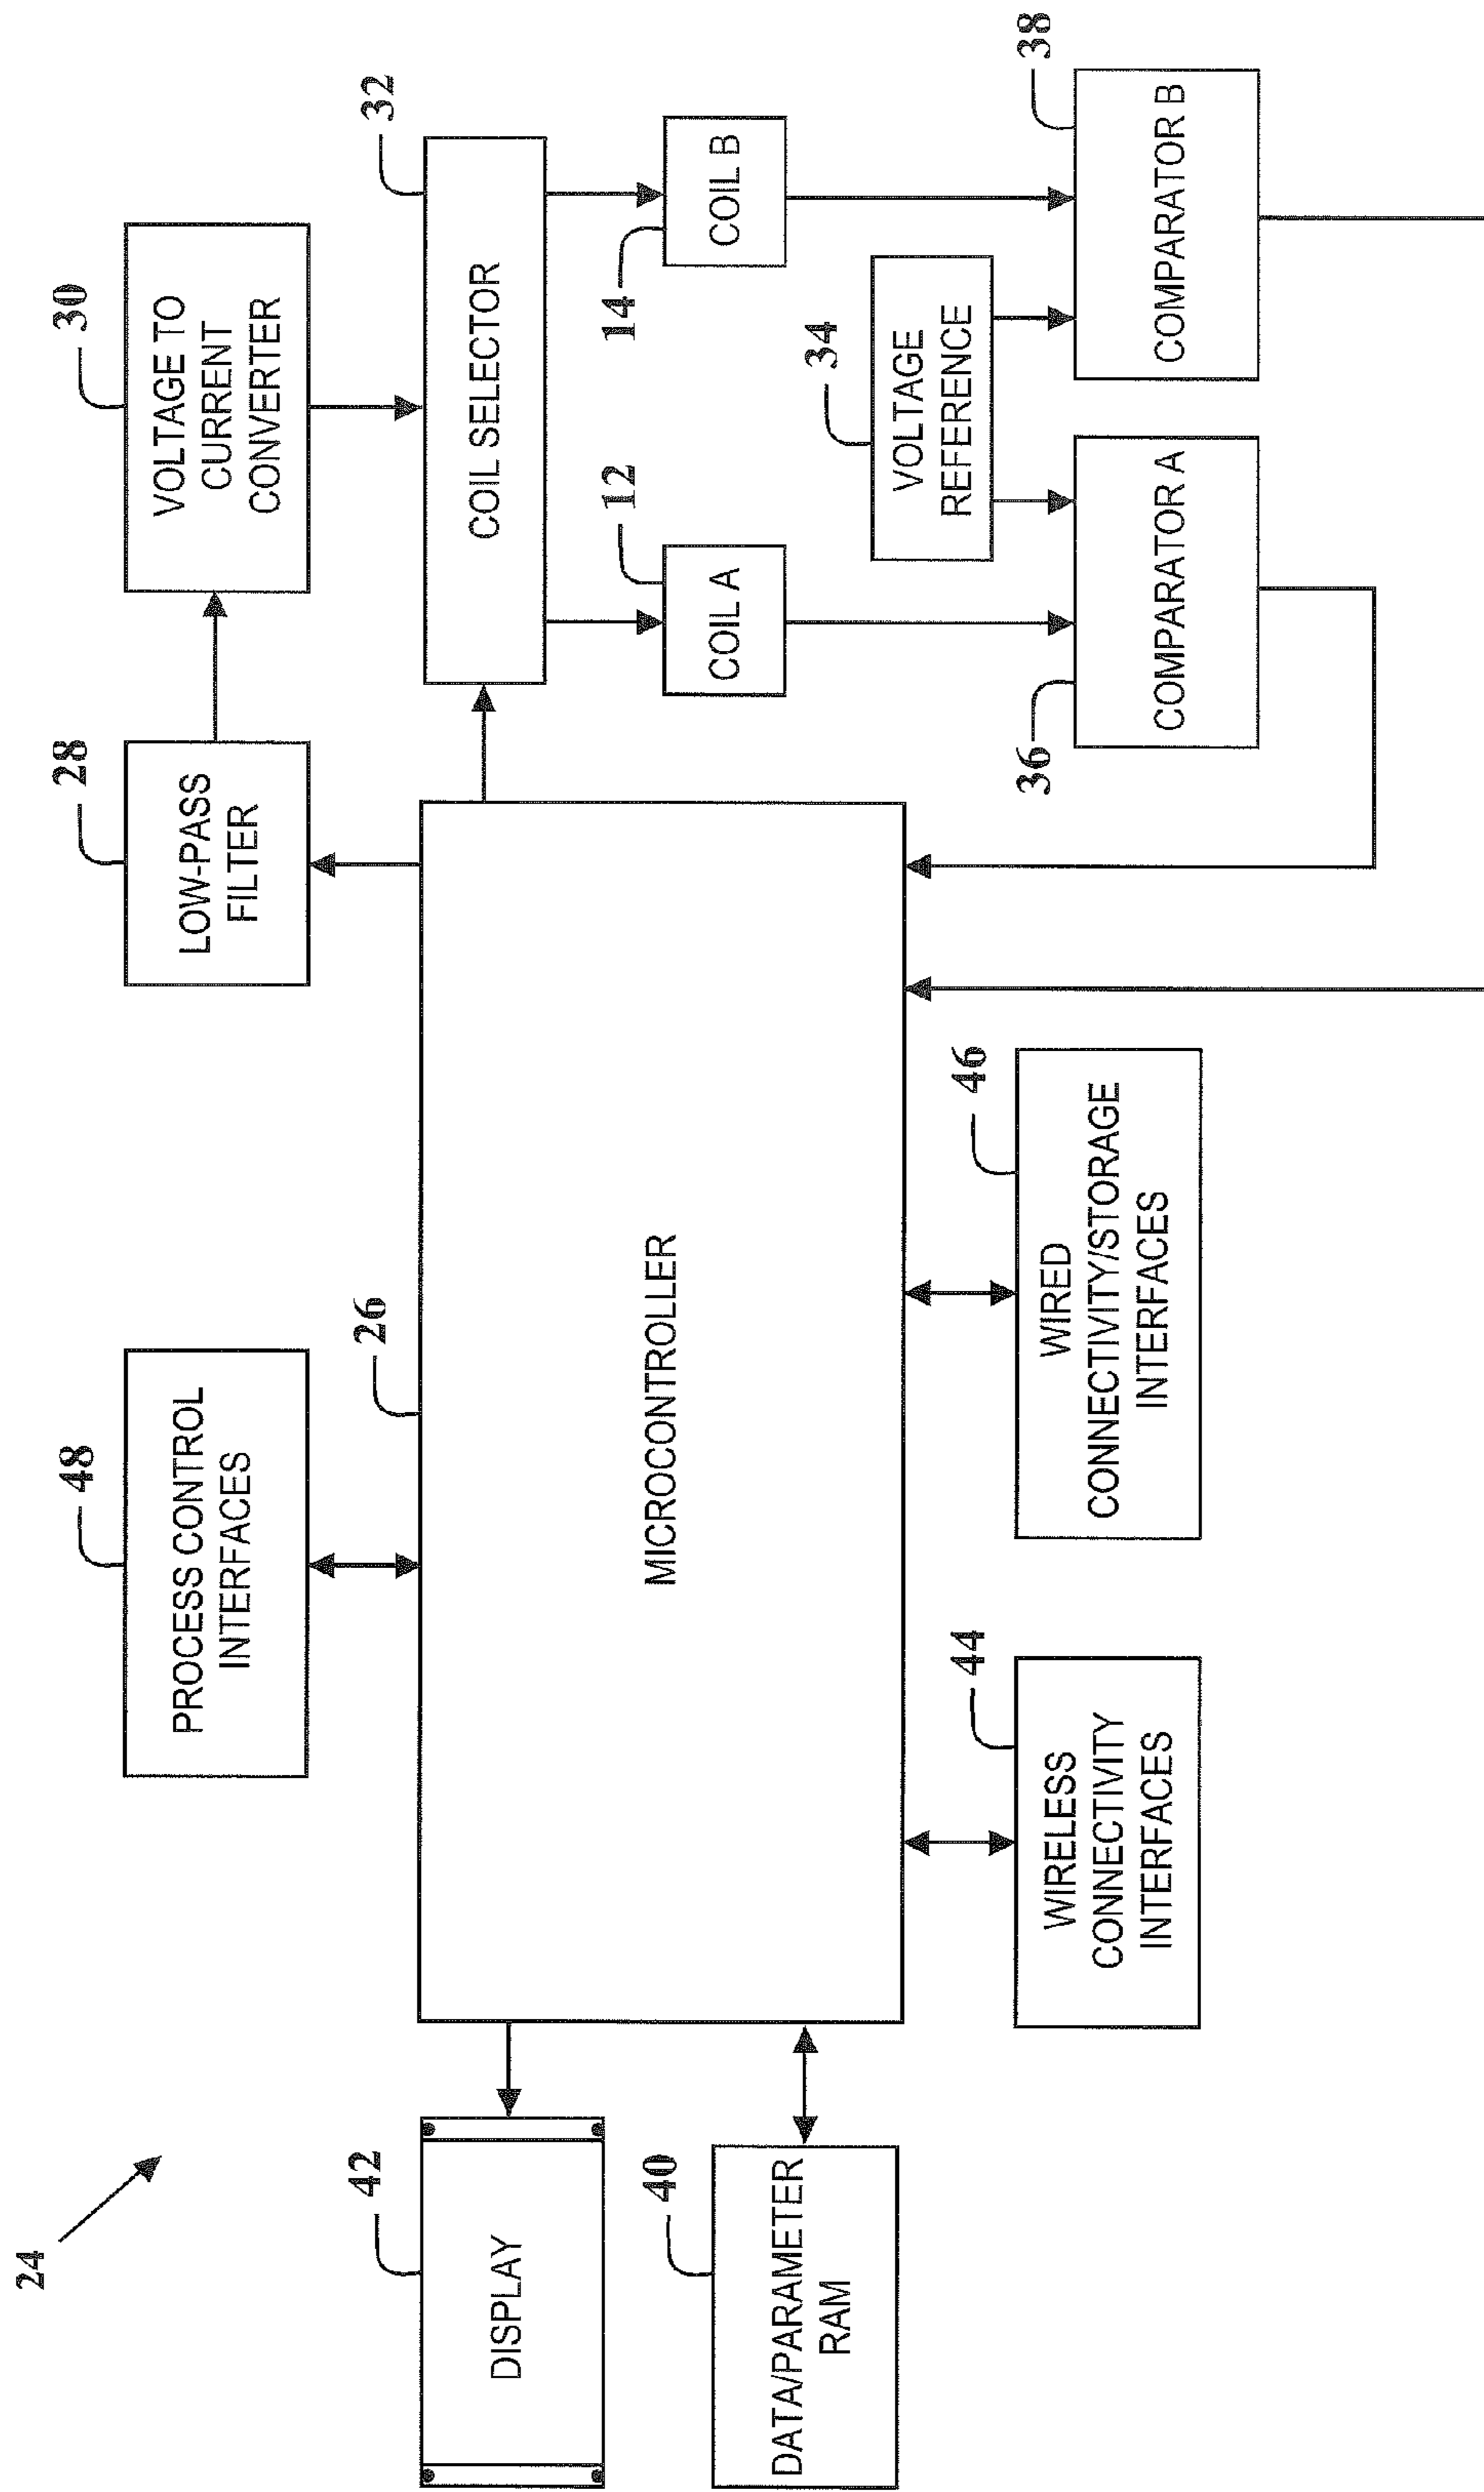 24
48
PROCESS CONTROL
INTERFACES
28
LOW-PASS
FILTER
30
VOLTAGE TO
CURRENT
CONVERTER
42
DISPLAY
26
MICROCONTROLLER
32
COIL SELECTOR
12
COIL A
14
COIL B
40
DATA/PARAMETER
RAM
34
VOLTAGE
REFERENCE
44
WIRELESS
CONNECTIVITY
INTERFACES
46
WIRED
CONNECTIVITY/STORAGE
INTERFACES
36
COMPARATOR A
38
COMPARATOR B